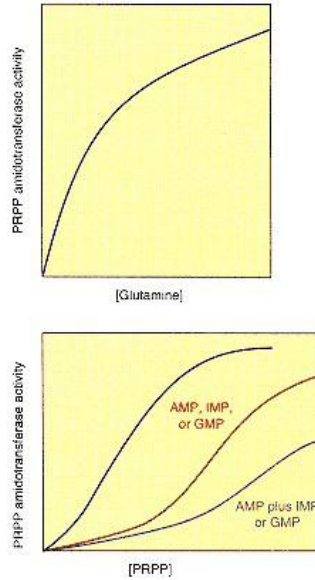 PRPP amidotransferase activity
[Glutamine]
PRPP amidotransferase activity
AMP, IMP,
or GMP
AMP plus IMP
or GMP
[PRPP]